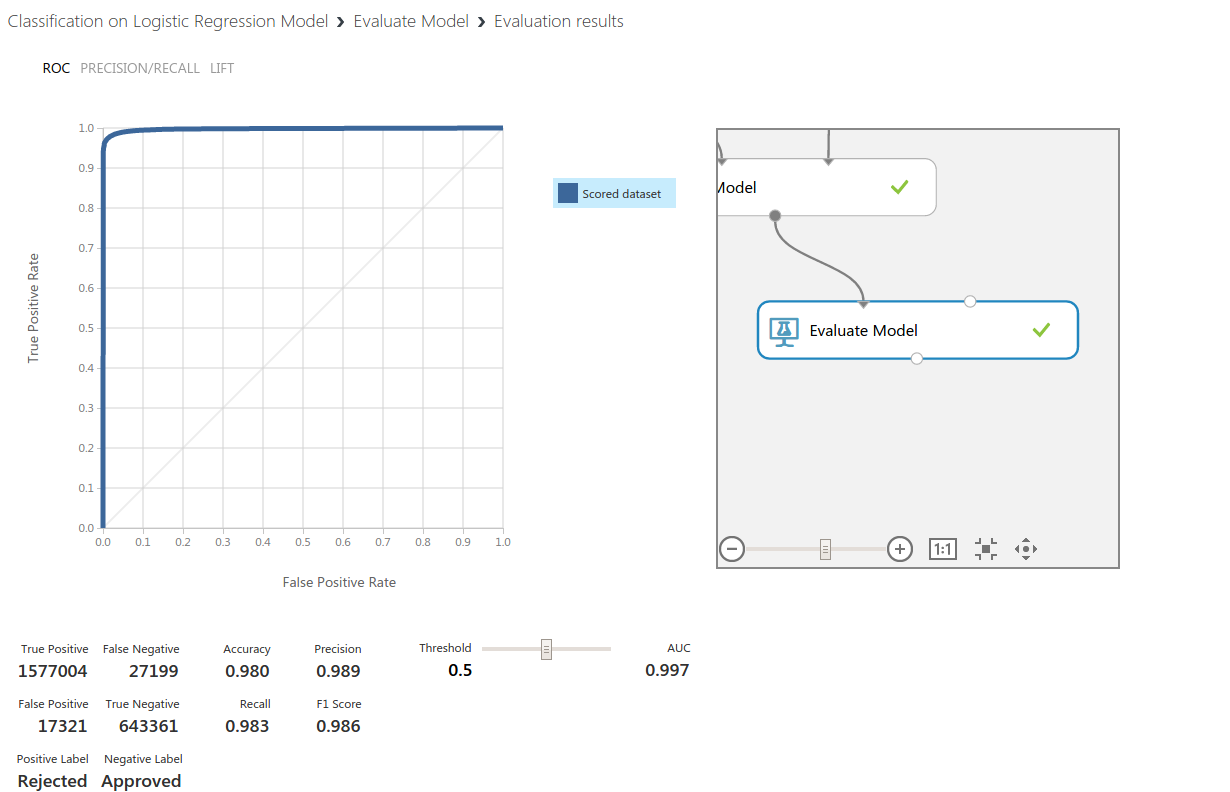 Classification on Logistic Regression Model › Evaluate Model › Evaluation results
ROC PRECISION/RECALL LIFT
1.0
0.9
0.8
0.7
0.6
0.5
0.4
0.3
0.2
0.1
0.0
True Positive Rate
0.0 0.1 0.2 0.3 0.4 0.5 0.6 0.7 0.8 0.9 1.0
False Positive Rate
Scored dataset
Model
Evaluate Model
1:1
True Positive False Negative Accuracy Precision Threshold AUC
1577004 27199 0.980 0.989 0.5 0.997
False Positive True Negative Recall F1 Score
17321 643361 0.983 0.986
Positive Label Negative Label
Rejected Approved